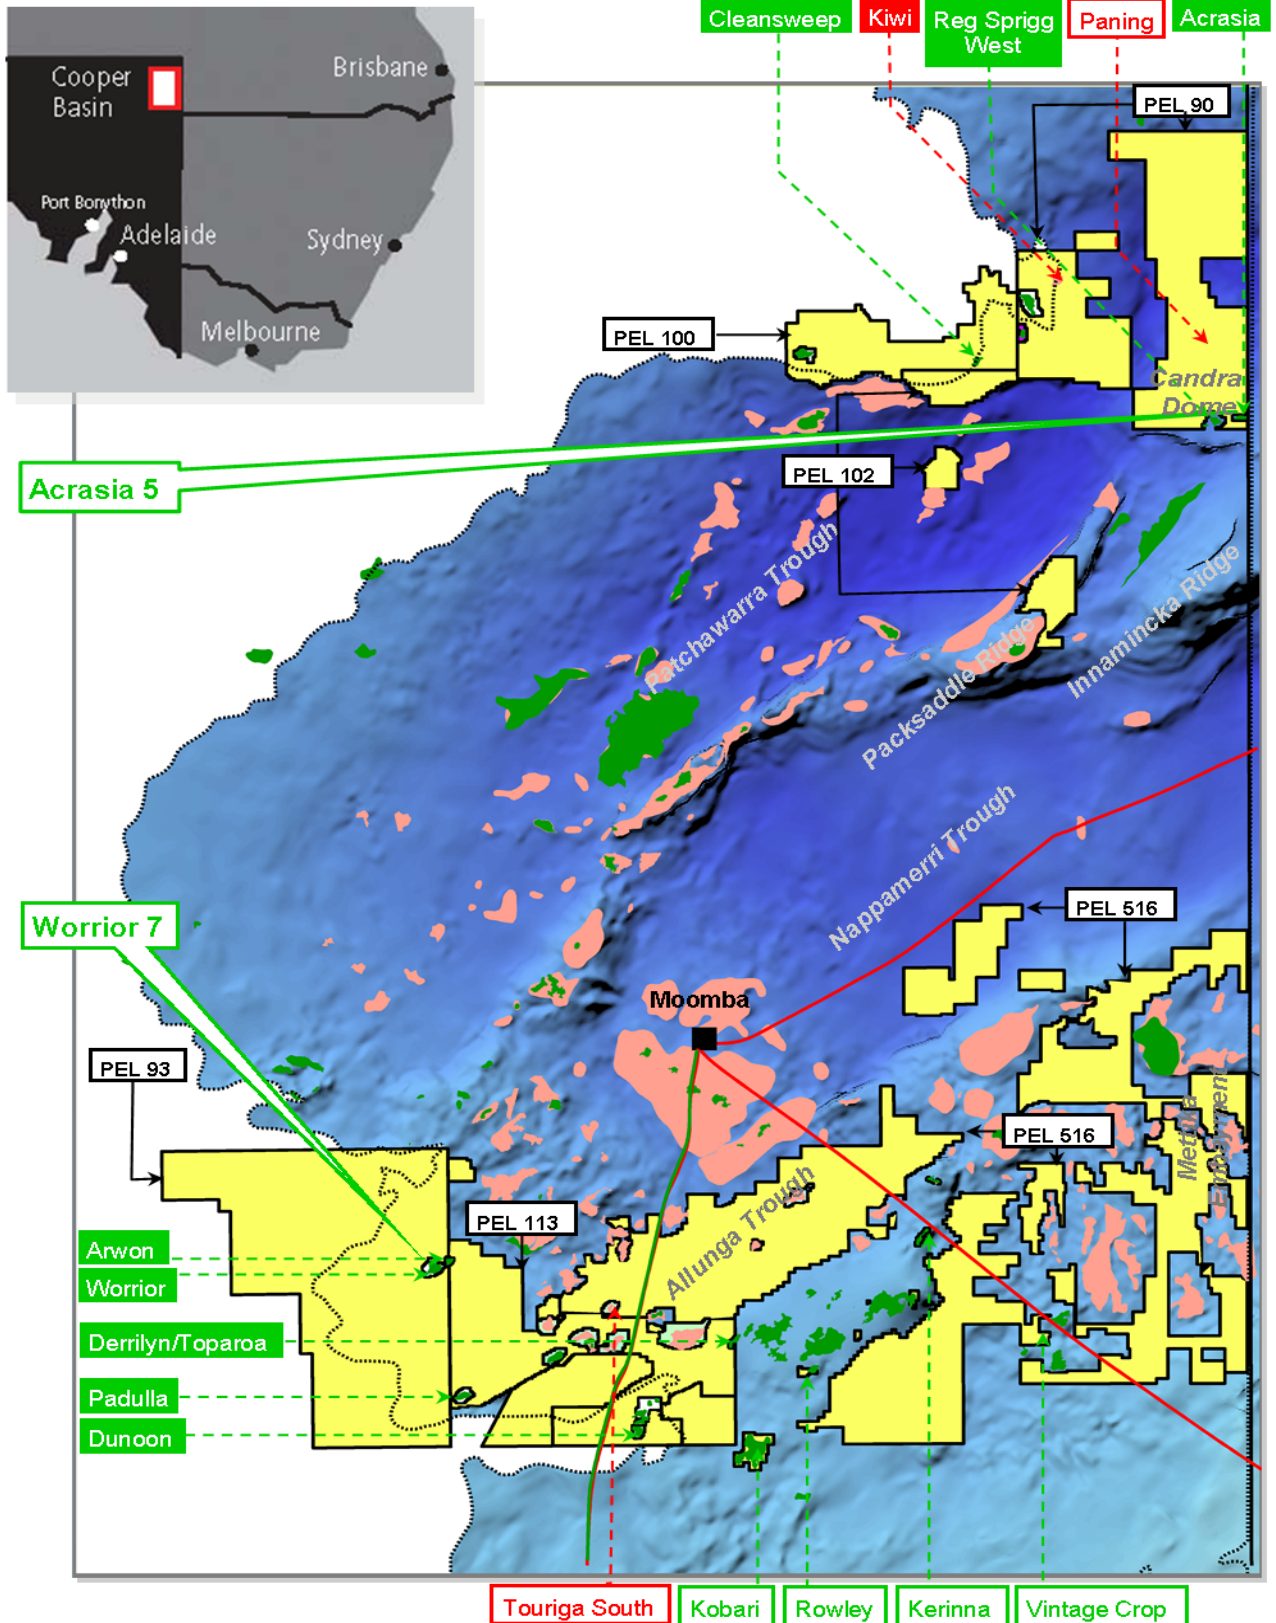 Cleansweep
Kiwi
Reg Sprigg
West
Paning
Acrasia
Cooper
Basin
Brisbane
Port Bonython
Adelaide
Sydney
Melbourne
PEL 90
PEL 100
Candra
Dome
PEL 102
Acrasia 5
Patchawarra Trough
Packsaddle Ridge
Innamincka Ridge
Nappamerri Trough
Worrior 7
PEL 516
Moomba
PEL 93
PEL 516
Mettika
Embayment
PEL 113
Allunga Trough
Arwon
Worrior
Derrilyn/Toparoa
Padulla
Dunoon
Touriga South
Kobari
Rowley
Kerinna
Vintage Crop